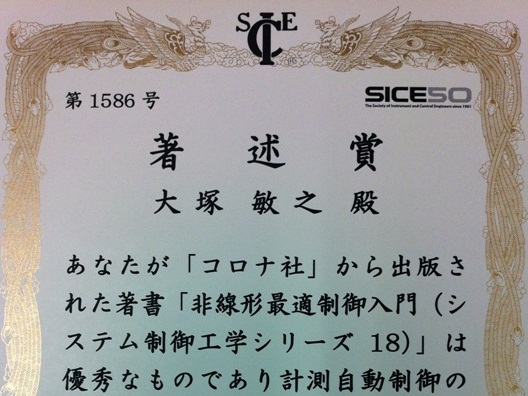 SICE
第 1586 号
SICE50
The Society of Instrument and Control Engineers since 1961
著 述 賞
大 塚 敏 之 殿
あなたが「コロナ社」から出版さ
れた著書「非線形最適制御入門（シ
ステム制御工学シリーズ 18）」は
優秀なものであり計測自動制御の